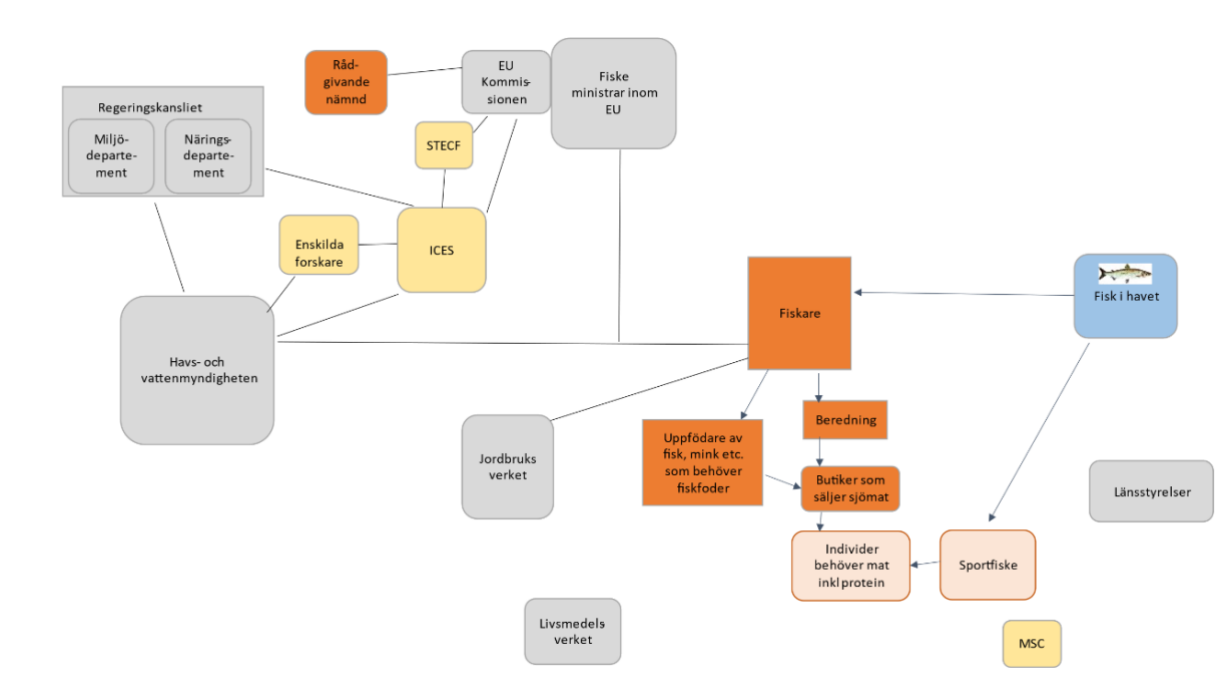 Råd-
givande
nämnd
EU
Kommis-
sionen
Fiske
ministrar inom
EU
Regeringskansliet
Miljö-
departe-
ment
Närings-
departe-
ment
STECF
Enskilda
forskare
ICES
Fisk i havet
Fiskare
Havs- och
vattenmyndigheten
Beredning
Uppfödare av
fisk, mink etc.
som behöver
fiskfoder
Jordbruks
verket
Butiker som
säljer sjömat
Länsstyrelser
Individer
behöver mat
inkl protein
Sportfiske
Livsmedels
verket
MSC